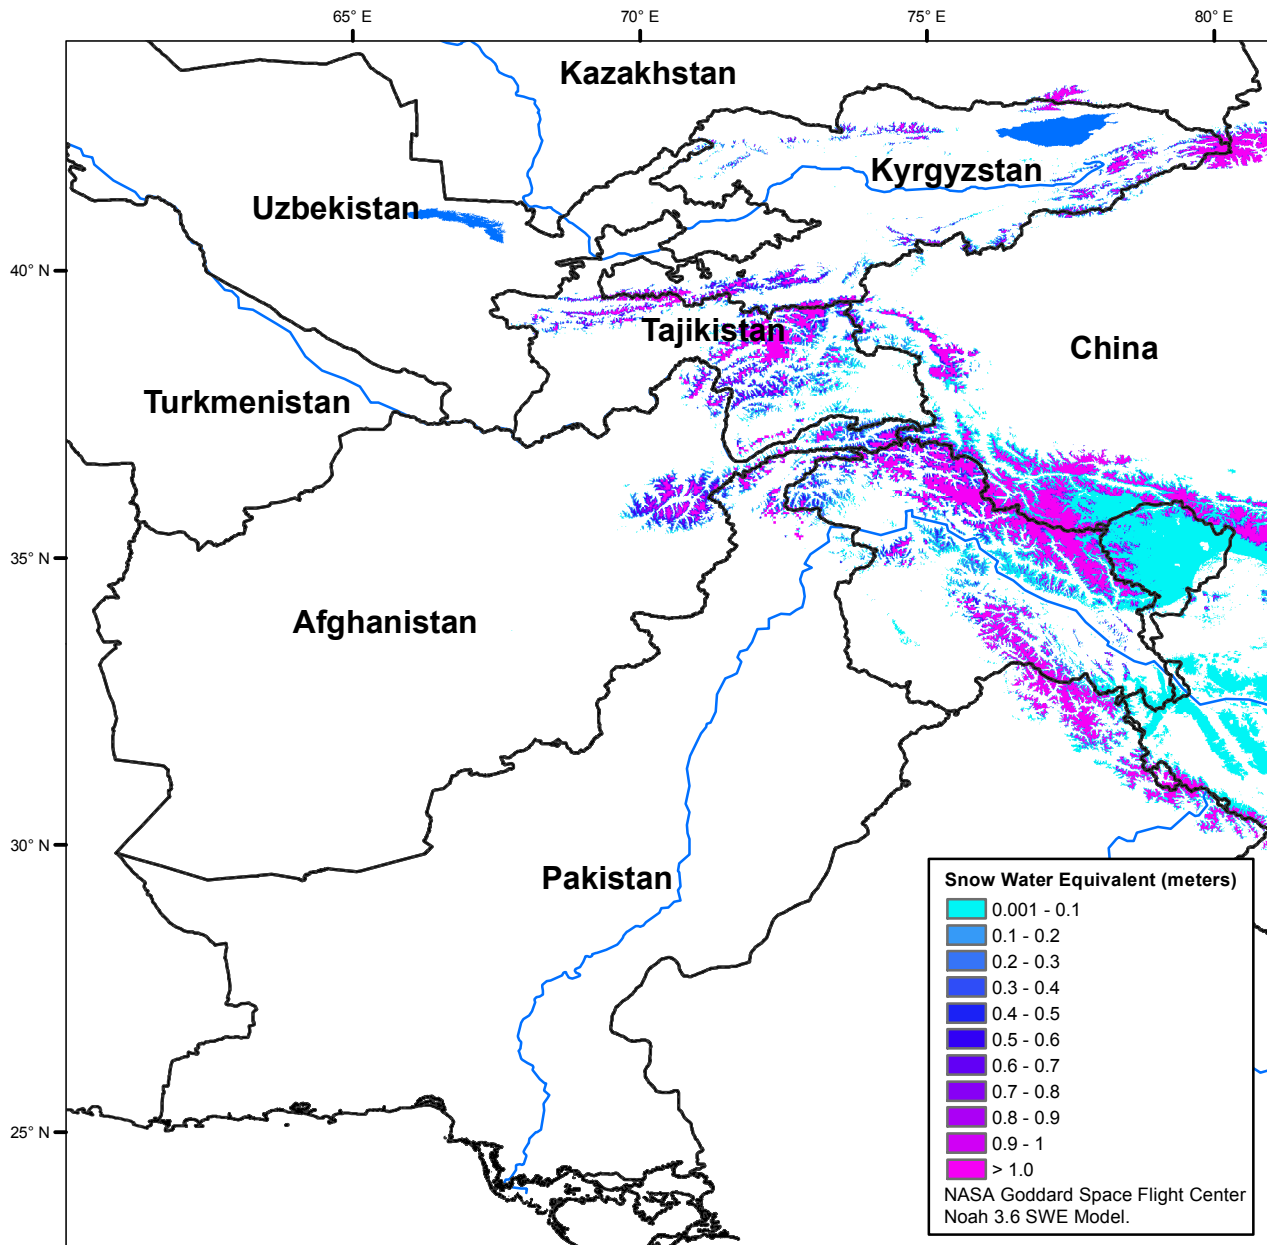 65° E
70° E
75° E
80° E
Kazakhstan
Kyrgyzstan
Uzbekistan
40° N
Tajikistan
China
Turkmenistan
35° N
Afghanistan
30° N
Pakistan
Snow Water Equivalent (meters)
0.001 - 0.1
0.1 - 0.2
0.2 - 0.3
0.3 - 0.4
0.4 - 0.5
0.5 - 0.6
0.6 - 0.7
0.7 - 0.8
0.8 - 0.9
0.9 - 1
> 1.0
25° N
NASA Goddard Space Flight Center
Noah 3.6 SWE Model.